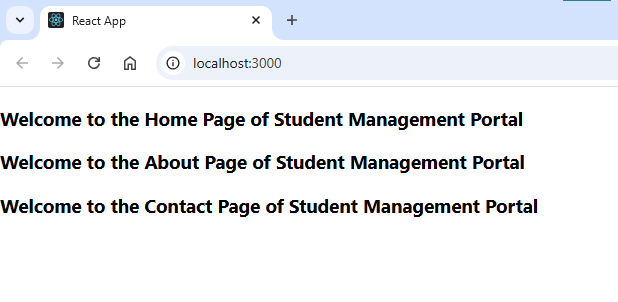 React App
localhost:3000
Welcome to the Home Page of Student Management Portal
Welcome to the About Page of Student Management Portal
Welcome to the Contact Page of Student Management Portal